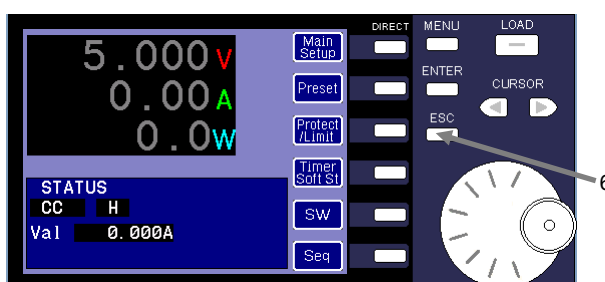 DIRECT
MENU
LOAD
5.000V
0.00A
0.0W
Main
Setup
Preset
Protect
/Limit
Timer
Soft St
SW
Seq
ENTER
CURSOR
ESC
6
STATUS
CC H
Val 0.000A